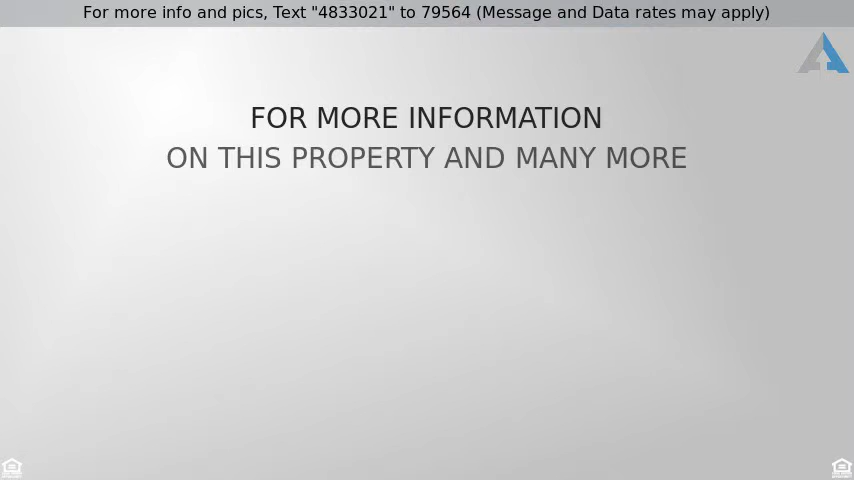 For more info and pics, Text "4833021" to 79564 (Message and Data rates may apply)
FOR MORE INFORMATION
ON THIS PROPERTY AND MANY MORE